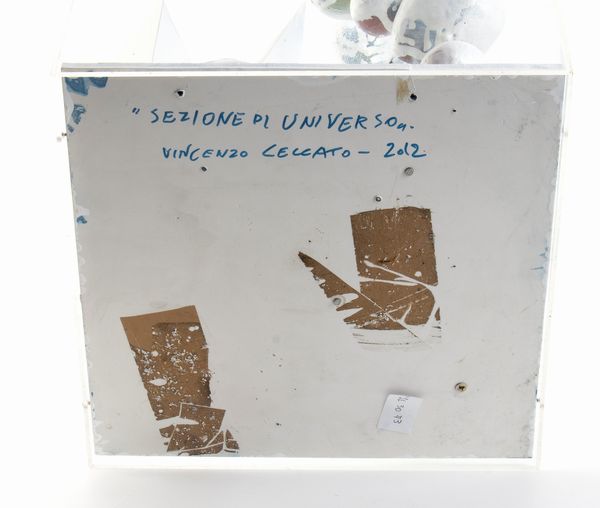 "SEZIONE DI UNIVERSO".
VINCENZO CECCATO - 2012